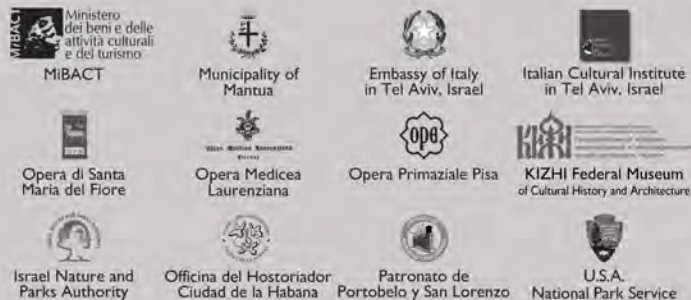 MiBACT
Ministero
dei beni e delle
attività culturali
e del turismo
MiBACT
Municipality of
Mantua
Embassy of Italy
in Tel Aviv, Israel
Italian Cultural Institute
in Tel Aviv, Israel
Opera di Santa
Maria del Fiore
Opera Medicea Laurenziana
Opera Medicea
Laurenziana
opa
Opera Primaziale Pisa
KIZHI Federal Museum
of Cultural History and Architecture
Israel Nature and
Parks Authority
Officina del Hostoriador
Ciudad de la Habana
Patronato de
Portobelo y San Lorenzo
U.S.A.
National Park Service